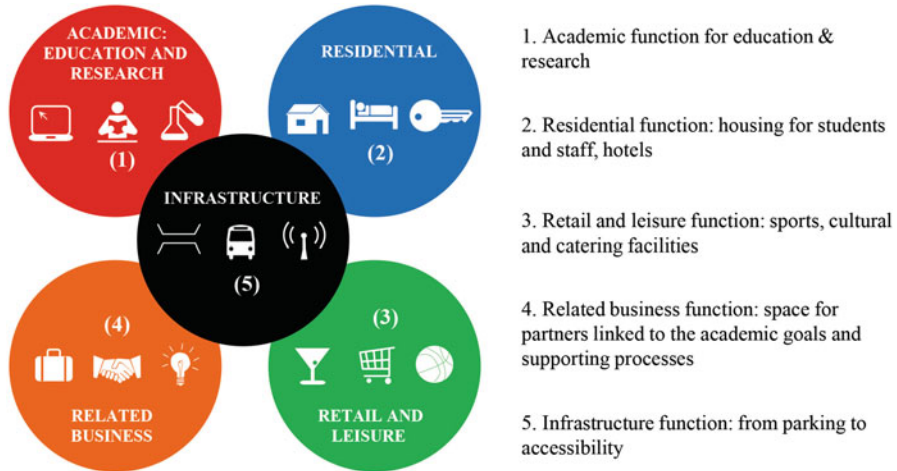 ACADEMIC:
EDUCATION AND
RESEARCH
(1)
RESIDENTIAL
(2)
INFRASTRUCTURE
(5)
(4)
RELATED
BUSINESS
(3)
RETAIL AND
LEISURE
1. Academic function for education &
research
2. Residential function: housing for students
and staff, hotels
3. Retail and leisure function: sports, cultural
and catering facilities
4. Related business function: space for
partners linked to the academic goals and
supporting processes
5. Infrastructure function: from parking to
accessibility